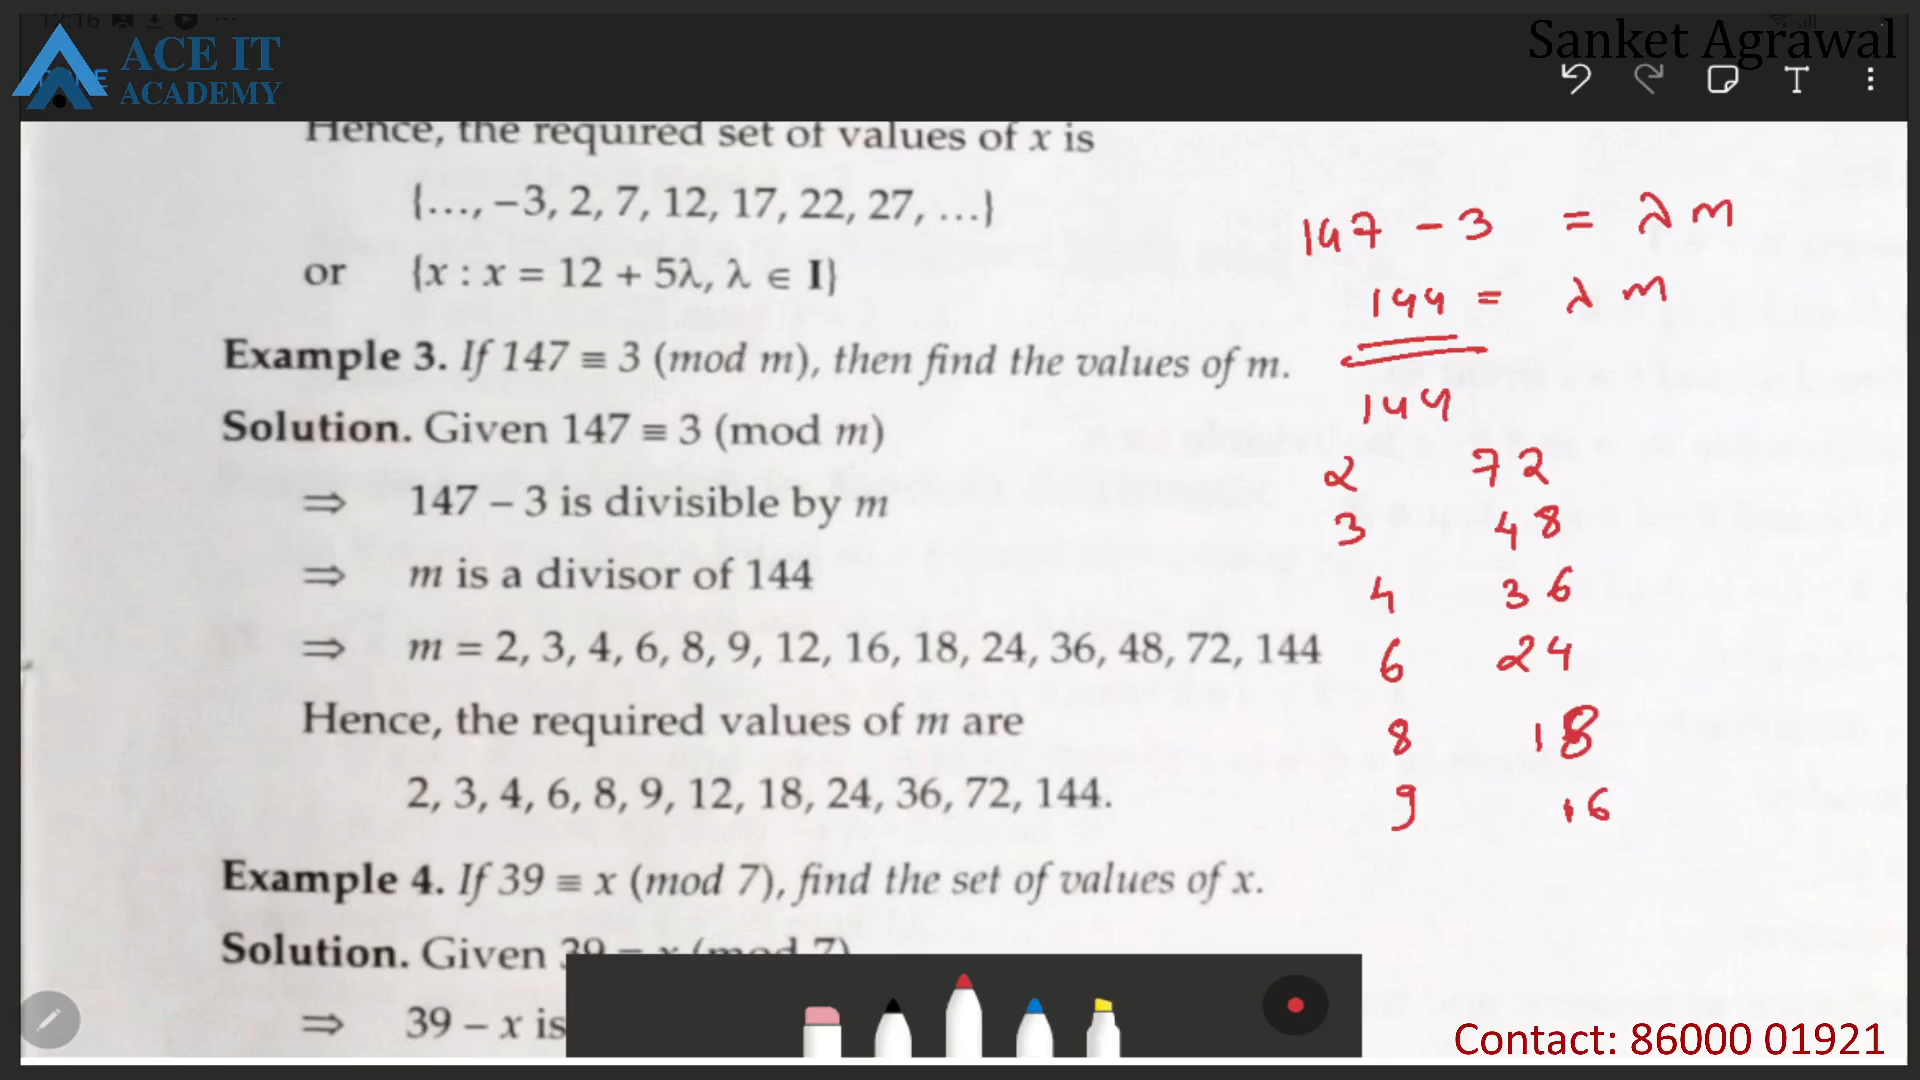 12:16
ACE IT
ACADEMY
Sanket Agrawal
Hence, the required set of values of x is
{..., −3, 2, 7, 12, 17, 22, 27, ...}
or {x : x = 12 + 5λ, λ ∈ I}
Example 3. If 147 ≡ 3 (mod m), then find the values of m.
Solution. Given 147 ≡ 3 (mod m)
⇒ 147 − 3 is divisible by m
⇒ m is a divisor of 144
⇒ m = 2, 3, 4, 6, 8, 9, 12, 16, 18, 24, 36, 48, 72, 144
Hence, the required values of m are
2, 3, 4, 6, 8, 9, 12, 18, 24, 36, 72, 144.
Example 4. If 39 ≡ x (mod 7), find the set of values of x.
Solution. Given 39 ≡ x (mod 7)
⇒ 39 − x is
147 − 3 = λ m
144 = λ m
144
2 72
3 48
4 36
6 24
8 18
9 16
T
Contact: 86000 01921